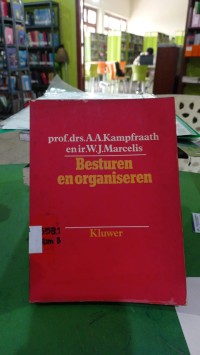 prof.drs.A.A.Kampfraath
en ir.W.J.Marcelis
Besturen
en organiseren
Kluwer